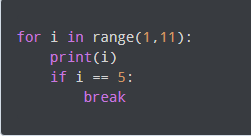 for i in range(1,11):
    print(i)
    if i == 5:
        break